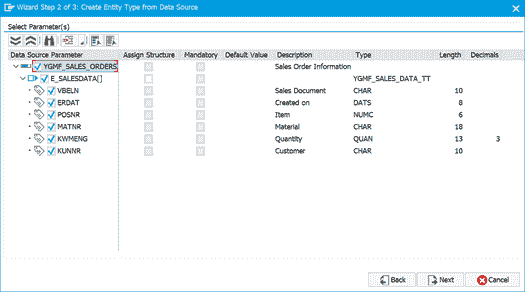 Wizard Step 2 of 3: Create Entity Type from Data Source
Select Parameter(s)
Data Source Parameter Assign Structure Mandatory Default Value Description Type Length Decimals
YGMF_SALES_ORDERS Sales Order Information
E_SALESDATA[] YGMF_SALES_DATA_TT
VBELN Sales Document CHAR 10
ERDAT Created on DATS 8
POSNR Item NUMC 6
MATNR Material CHAR 18
KWMENG Quantity QUAN 13 3
KUNNR Customer CHAR 10
Back Next Cancel